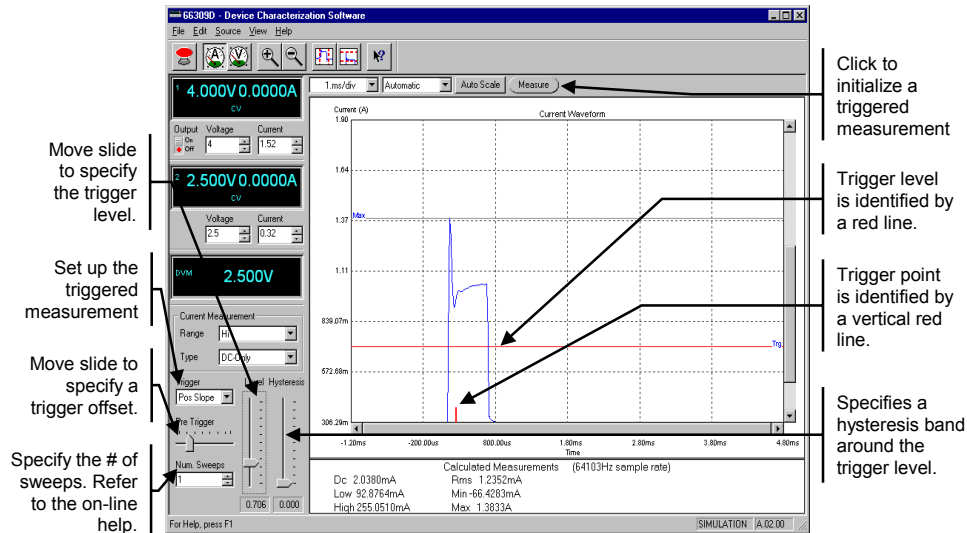 66309D - Device Characterization Software
File Edit Source View Help
A V
1.ms/div Automatic Auto Scale Measure
1 4.000V 0.0000A
CV
Output Voltage Current
On
Off
4 1.52
2 2.500V 0.0000A
CV
Voltage Current
2.5 0.32
DVM 2.500V
Current Measurement
Range Hi
Type DC-Only
Trigger Level Hysteresis
Pos Slope
Pre Trigger
Num. Sweeps
1
0.706 0.000
Current (A)
Current Waveform
1.90
1.64
1.37
Max
1.11
839.07m
Trg
572.68m
306.29m
-1.20ms -200.00us 800.00us 1.80ms 2.80ms 3.80ms 4.80ms
Time
Calculated Measurements (64103Hz sample rate)
Dc 2.0380mA Rms 1.2352mA
Low 92.8764mA Min -66.4283mA
High 255.0510mA Max 1.3833A
For Help, press F1
SIMULATION A.02.00
Move slide
to specify
the trigger
level.
Set up the
triggered
measurement
Move slide to
specify a
trigger offset.
Specify the # of
sweeps. Refer
to the on-line
help.
Click to
initialize a
triggered
measurement
Trigger level
is identified by
a red line.
Trigger point
is identified by
a vertical red
line.
Specifies a
hysteresis band
around the
trigger level.